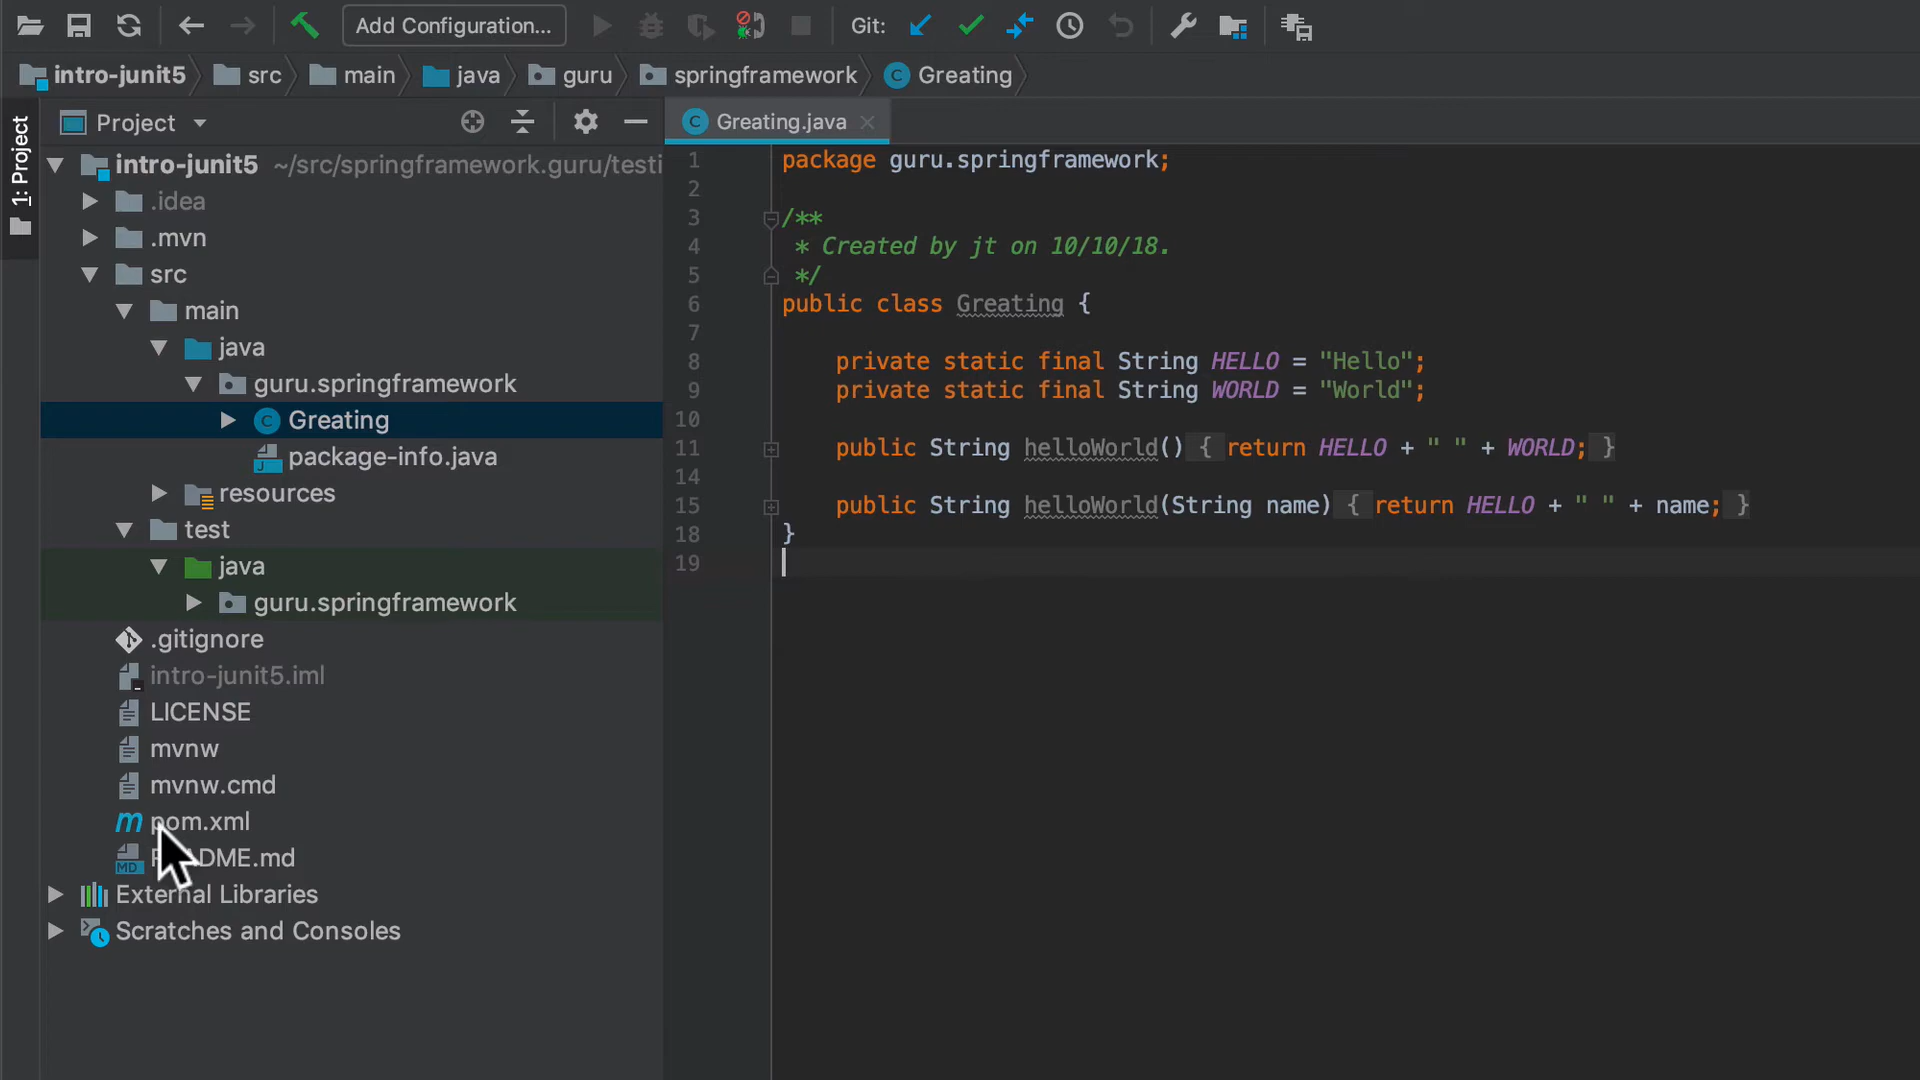 Add Configuration...
Git:
intro-junit5 src main java guru springframework Greating
1: Project
Project
Greating.java
intro-junit5 ~/src/springframework.guru/testi
.idea
.mvn
src
main
java
guru.springframework
Greating
package-info.java
resources
test
java
guru.springframework
.gitignore
intro-junit5.iml
LICENSE
mvnw
mvnw.cmd
pom.xml
MD
External Libraries
Scratches and Consoles
1 package guru.springframework;
2
3 /**
4 * Created by jt on 10/10/18.
5 */
6 public class Greating {
7
8 private static final String HELLO = "Hello";
9 private static final String WORLD = "World";
10
11 public String helloWorld() { return HELLO + " " + WORLD; }
14
15 public String helloWorld(String name) { return HELLO + " " + name; }
18 }
19